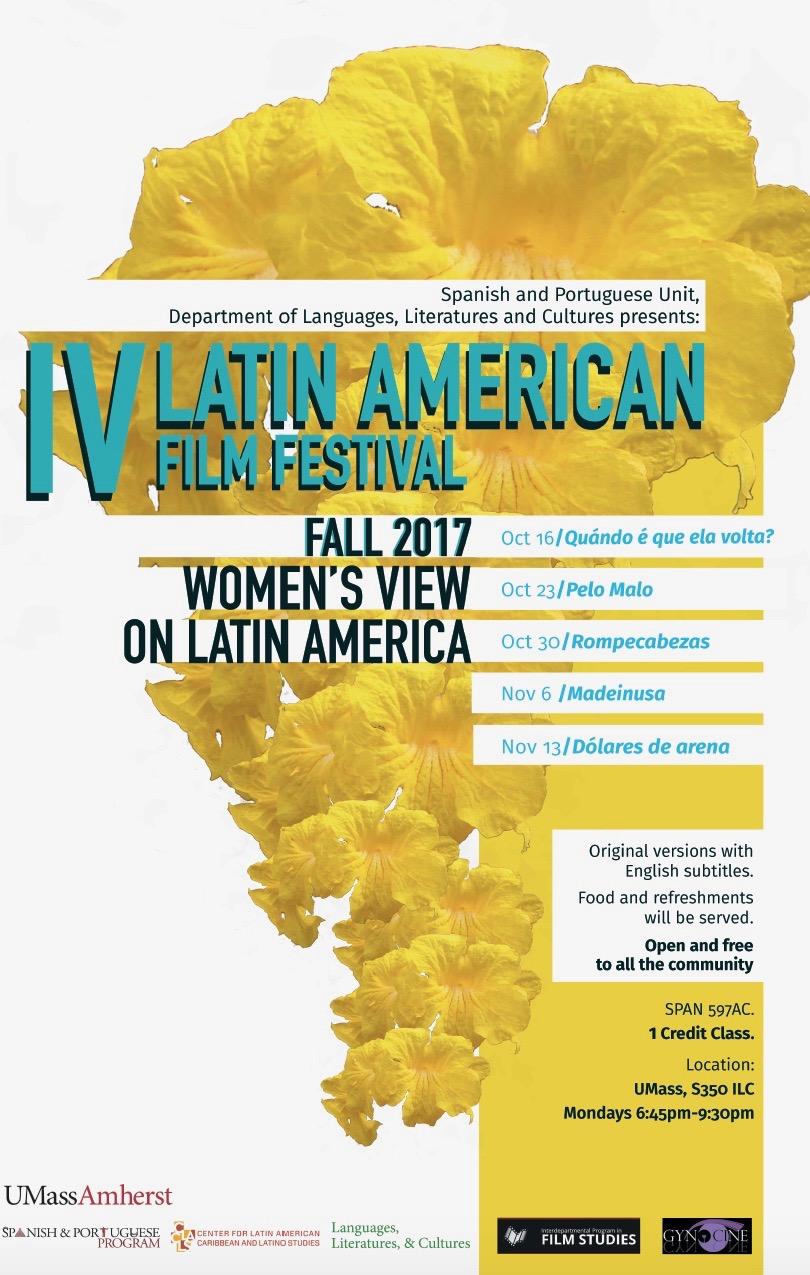 Spanish and Portuguese Unit,
Department of Languages, Literatures and Cultures presents:
IV LATIN AMERICAN
FILM FESTIVAL
FALL 2017
WOMEN'S VIEW
ON LATIN AMERICA
Oct 16/Quándo é que ela volta?
Oct 23/Pelo Malo
Oct 30/Rompecabezas
Nov 6 /Madeinusa
Nov 13/Dólares de arena
Original versions with
English subtitles.
Food and refreshments
will be served.
Open and free
to all the community
SPAN 597AC.
1 Credit Class.
Location:
UMass, S350 ILC
Mondays 6:45pm-9:30pm
UMassAmherst
SPANISH & PORTUGUESE
PROGRAM
CENTER FOR LATIN AMERICAN
CARIBBEAN AND LATINO STUDIES
Languages,
Literatures, & Cultures
Interdepartmental Program in
FILM STUDIES
GYNOCINE